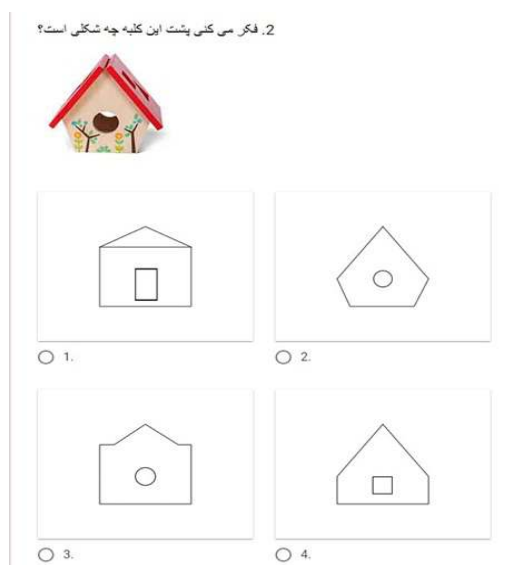 2. فکر می کنی پشت این کلبه چه شکلی است؟
1.
2.
3.
4.